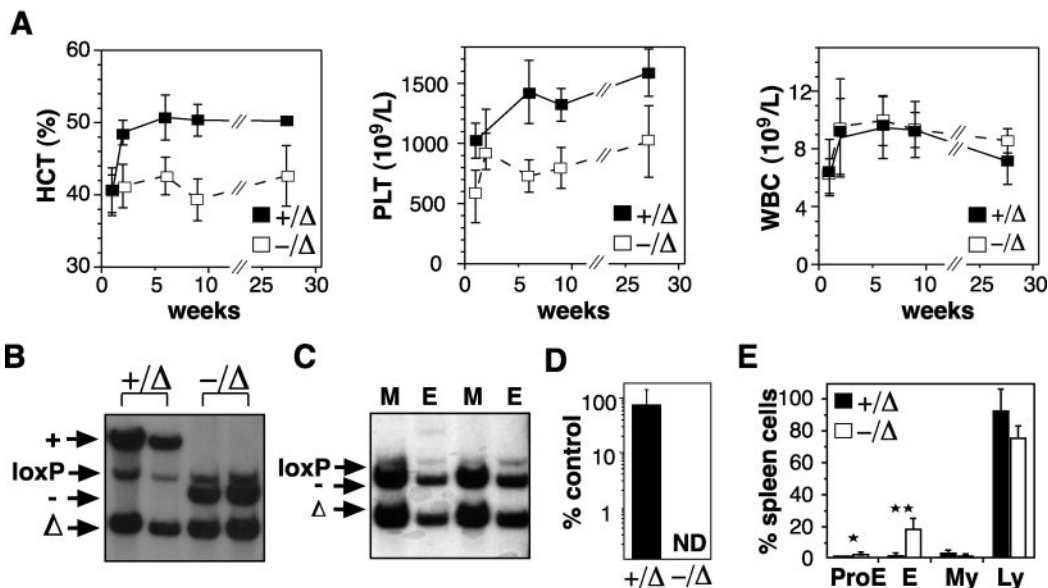 A
HCT (%)
60
50
40
30
0
5
10
25
30
weeks
+/Δ
−/Δ
PLT (10⁹/L)
1500
1000
500
0
0
5
10
25
30
weeks
+/Δ
−/Δ
WBC (10⁹/L)
12
8
4
0
0
5
10
25
30
weeks
+/Δ
−/Δ
B
+/Δ −/Δ
+
loxP
-
Δ
C
M E M E
loxP
-
Δ
D
% control
100
10
1
ND
+/Δ −/Δ
E
% spleen cells
100
80
60
40
20
0
+/Δ
−/Δ
★
★★
ProE E My Ly